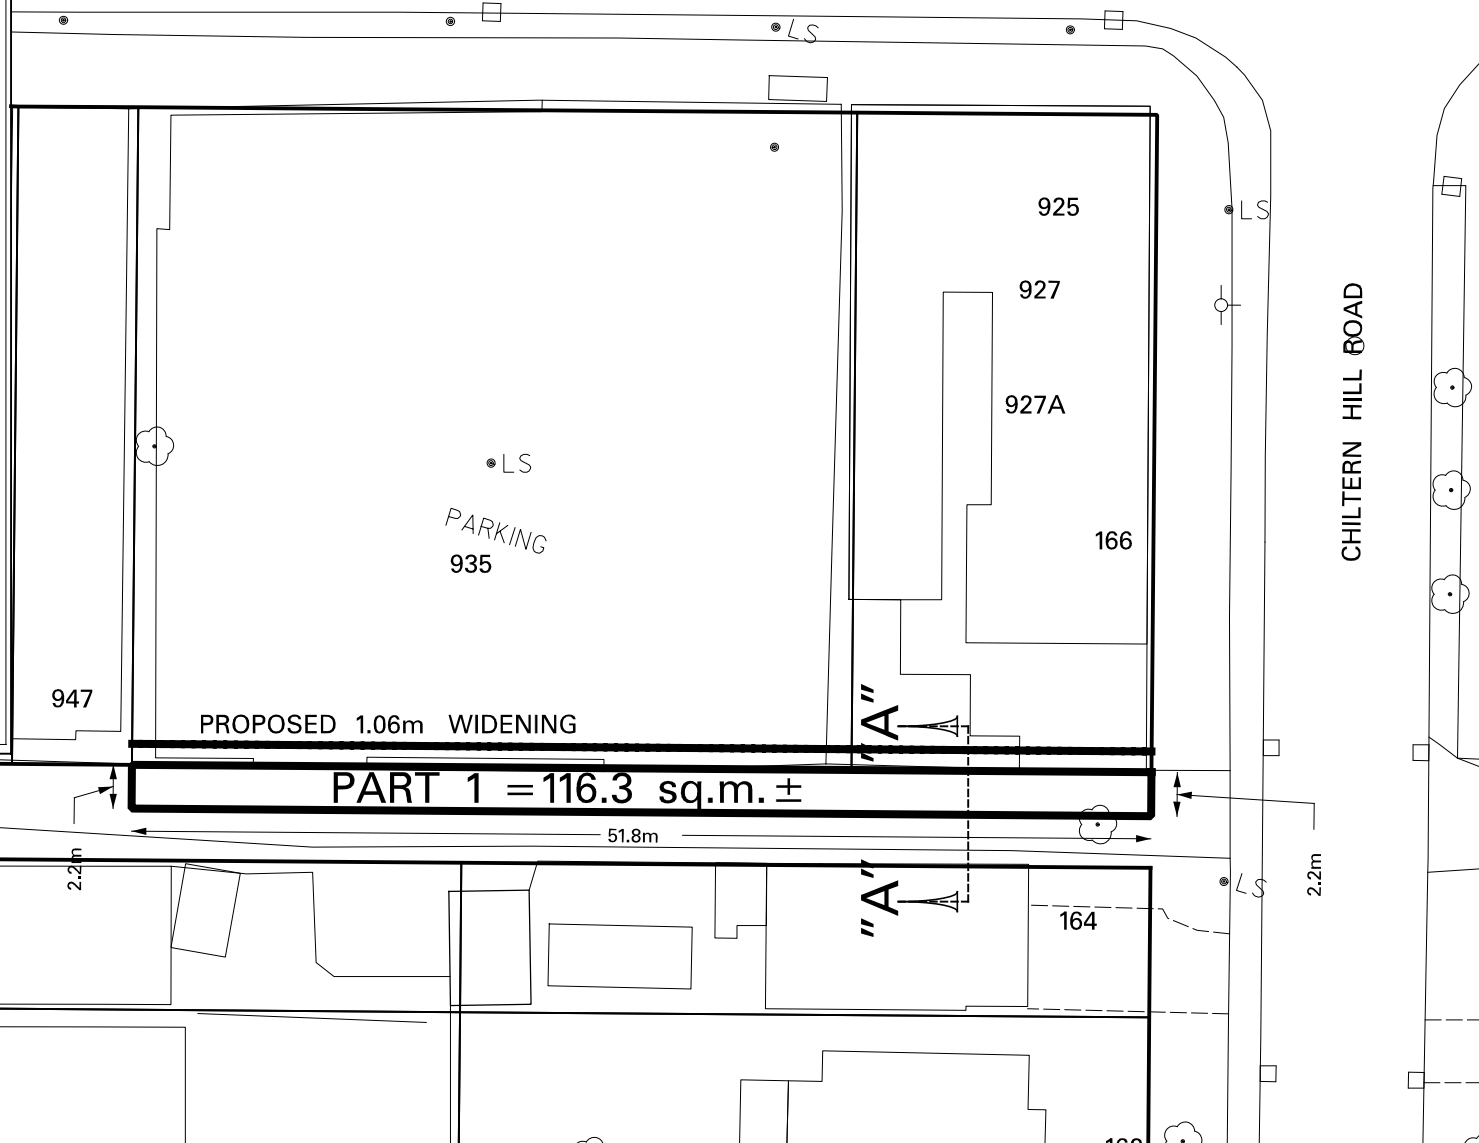 LS
925
LS
927
CHILTERN HILL ROAD
927A
LS
PARKING
166
935
947
PROPOSED 1.06m WIDENING
"A"
PART 1 = 116.3 sq.m. ±
51.8m
2.2m
2.2m
LS
"A"
164